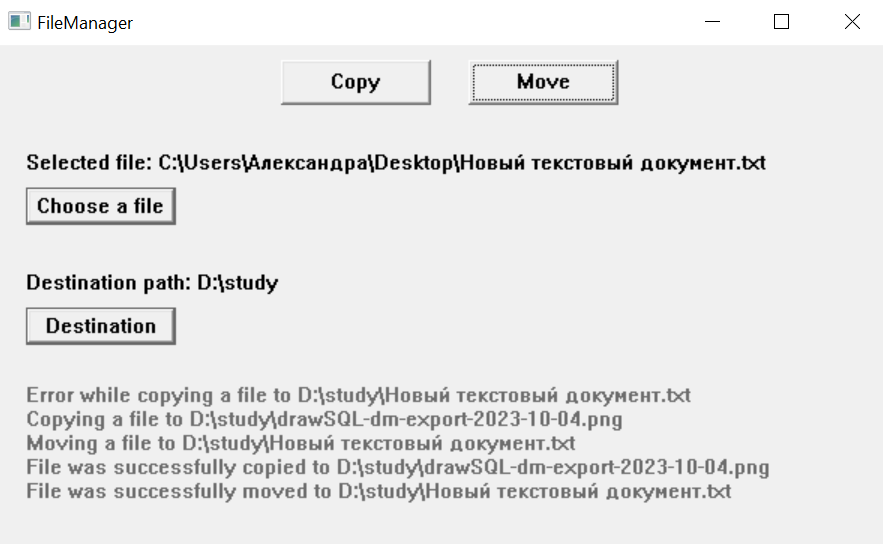 FileManager
Copy
Move
Selected file: C:\Users\Александра\Desktop\Новый текстовый документ.txt
Choose a file
Destination path: D:\study
Destination
Error while copying a file to D:\study\Новый текстовый документ.txt
Copying a file to D:\study\drawSQL-dm-export-2023-10-04.png
Moving a file to D:\study\Новый текстовый документ.txt
File was successfully copied to D:\study\drawSQL-dm-export-2023-10-04.png
File was successfully moved to D:\study\Новый текстовый документ.txt